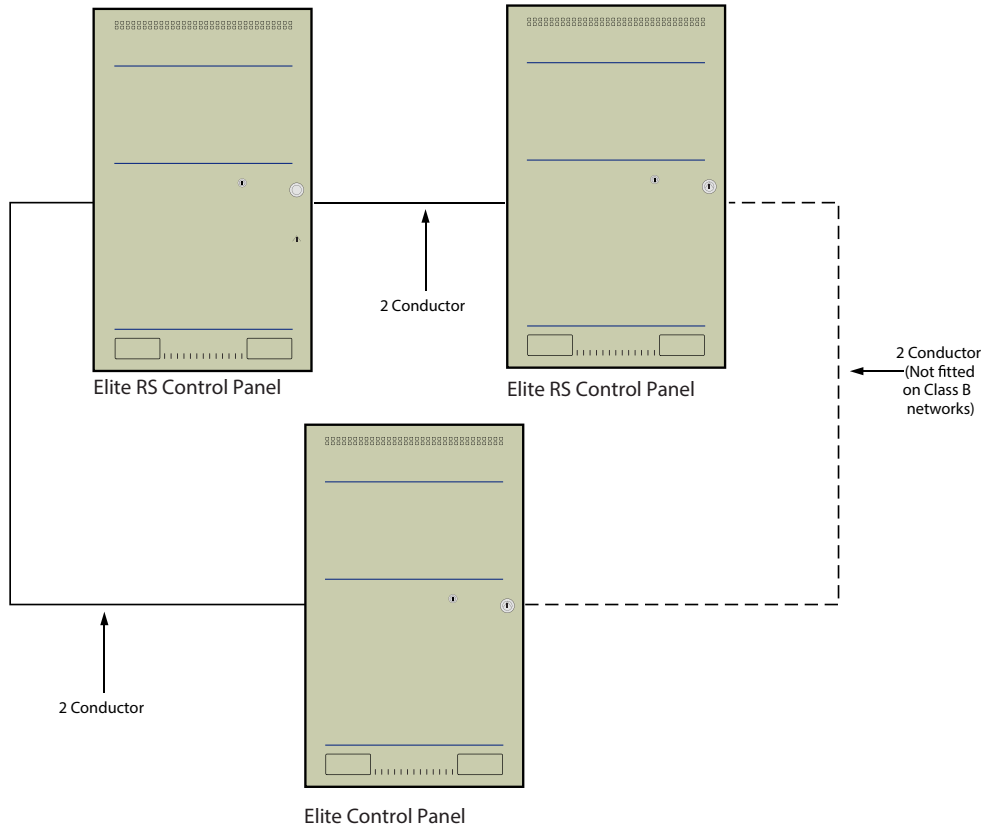 2 Conductor
Elite RS Control Panel
Elite RS Control Panel
2 Conductor
(Not fitted
on Class B
networks)
2 Conductor
Elite Control Panel